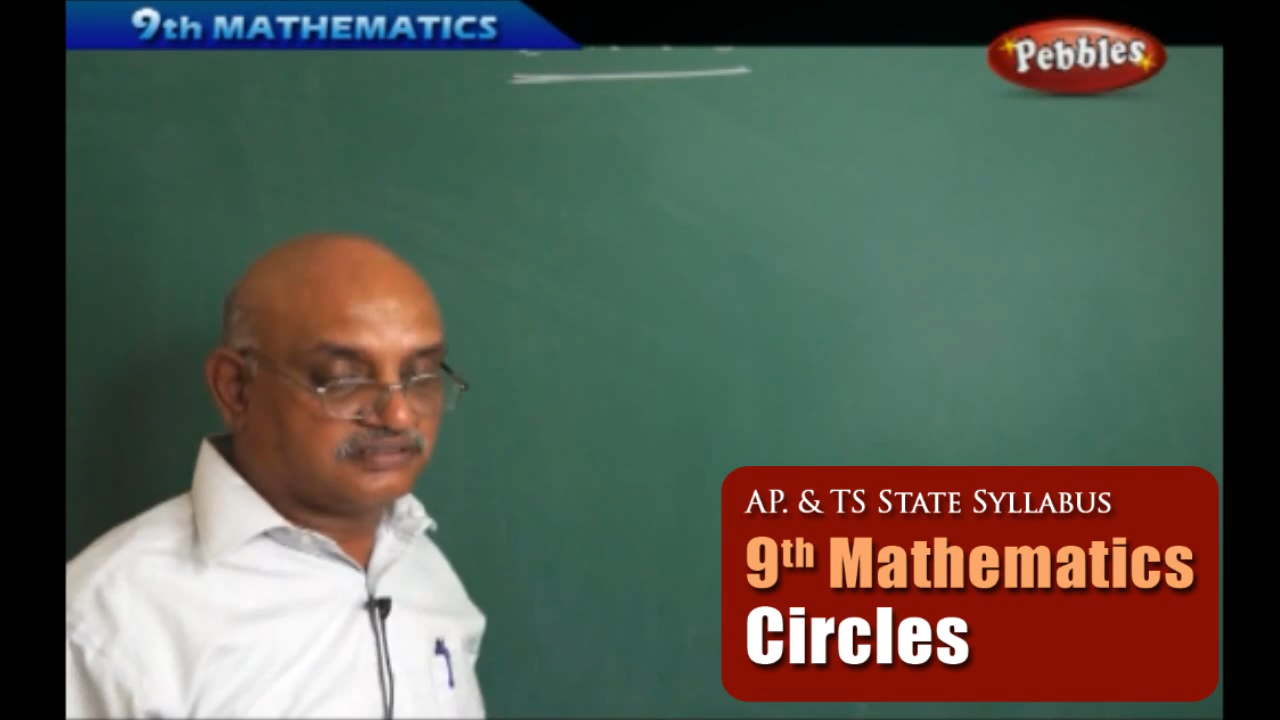 9th MATHEMATICS
Pebbles
AP. & TS STATE SYLLABUS
9th Mathematics
Circles